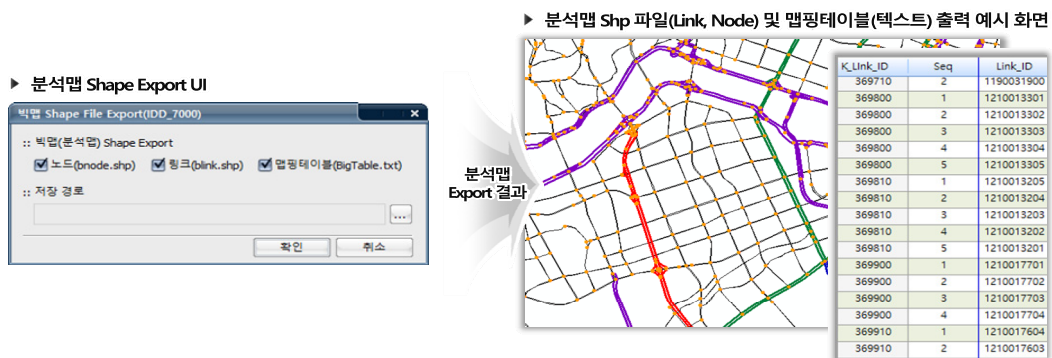 ▶ 분석맵 Shape Export UI
빅맵 Shape File Export(IDD_7000)
:: 빅맵(분석맵) Shape Export
노드(bnode.shp) 링크(blink.shp) 맵핑테이블(BigTable.txt)
:: 저장 경로
...
확인 취소
분석맵
Export 결과
▶ 분석맵 Shp 파일(Link, Node) 및 맵핑테이블(텍스트) 출력 예시 화면
K_LInk_ID Seq Link_ID
369710 2 1190031900
369800 1 1210013301
369800 2 1210013302
369800 3 1210013303
369800 4 1210013304
369800 5 1210013305
369810 1 1210013205
369810 2 1210013204
369810 3 1210013203
369810 4 1210013202
369810 5 1210013201
369900 1 1210017701
369900 2 1210017702
369900 3 1210017703
369900 4 1210017704
369910 1 1210017604
369910 2 1210017603